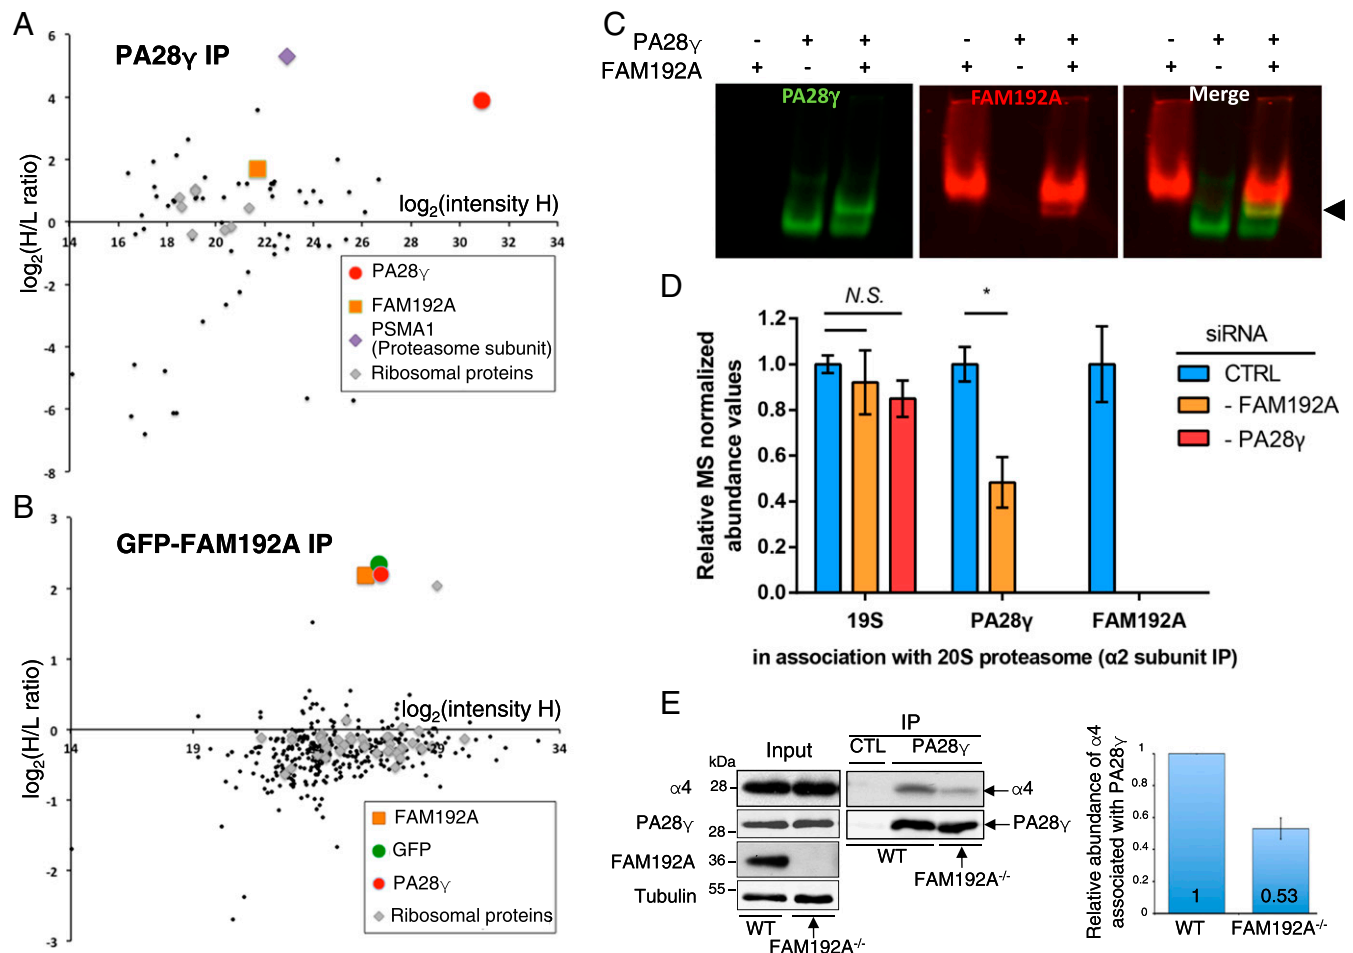 A
PA28γ IP
log₂(H/L ratio)
6
4
2
0
-2
-4
-6
-8
14 16 18 20 22 24 26 28 30 32 34
log₂(intensity H)
PA28γ
FAM192A
PSMA1
(Proteasome subunit)
Ribosomal proteins
B
GFP-FAM192A IP
log₂(H/L ratio)
3
2
1
0
-1
-2
-3
14 19 29 34
log₂(intensity H)
FAM192A
GFP
PA28γ
Ribosomal proteins
C
PA28γ - + + - + + - + +
FAM192A + - + + - + + - +
PA28γ
FAM192A
Merge
D
N.S.
*
Relative MS normalized
abundance values
1.2
1.0
0.8
0.6
0.4
0.2
0.0
19S PA28γ FAM192A
in association with 20S proteasome (α2 subunit IP)
siRNA
CTRL
- FAM192A
- PA28γ
E
Input
IP
CTL PA28γ
kDa
α4 28
α4
PA28γ 28
PA28γ
FAM192A 36
Tubulin 55
WT
FAM192A-/-
WT
FAM192A-/-
Relative abundance of α4
associated with PA28γ
1
0.8
0.6
0.4
0.2
0
1 0.53
WT FAM192A-/-